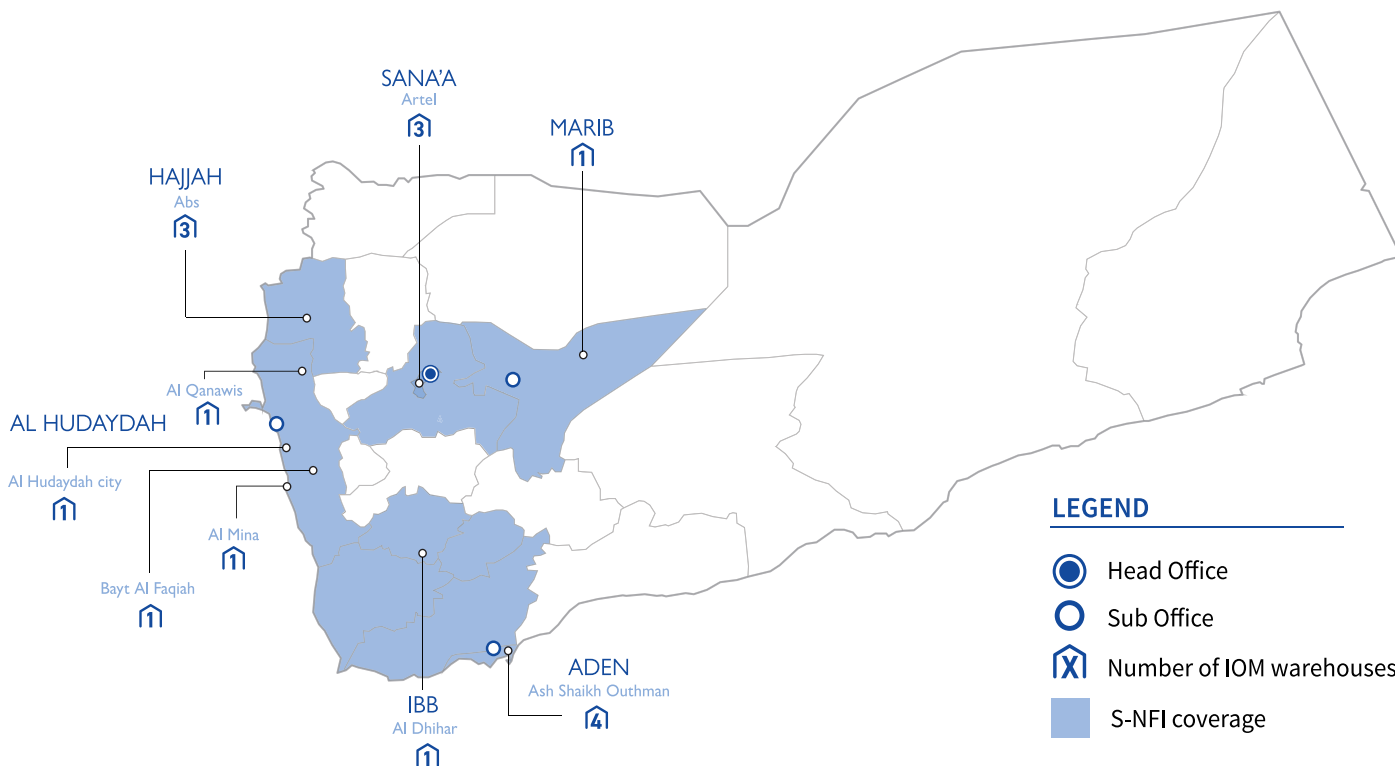 SANA'A
Artel
3
MARIB
1
HAJJAH
Abs
3
Al Qanawis
1
AL HUDAYDAH
Al Hudaydah city
1
Al Mina
1
Bayt Al Faqiah
1
IBB
Al Dhihar
1
ADEN
Ash Shaikh Outhman
4
LEGEND
Head Office
Sub Office
X Number of IOM warehouses
S-NFI coverage